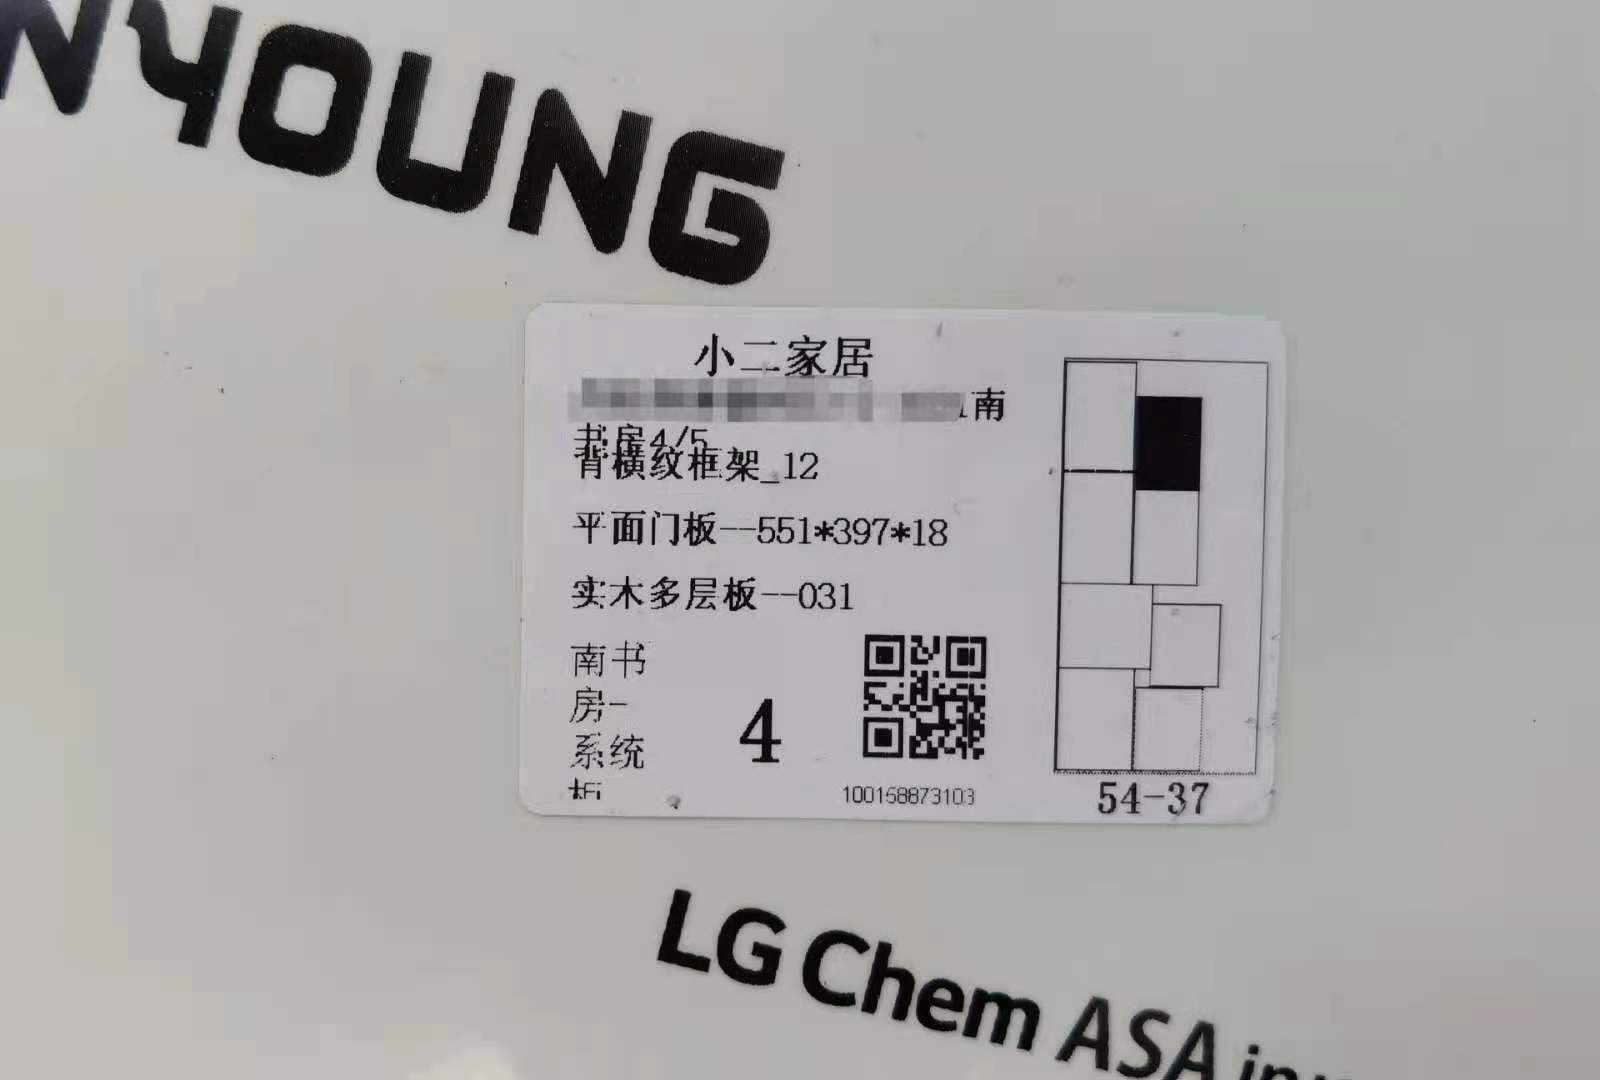 NYOUNG
小二家居
南
书房4/5
背横纹框架_12
平面门板--551*397*18
实木多层板--031
南书
房-
系统
4
100158873103
54-37
LG Chem ASA